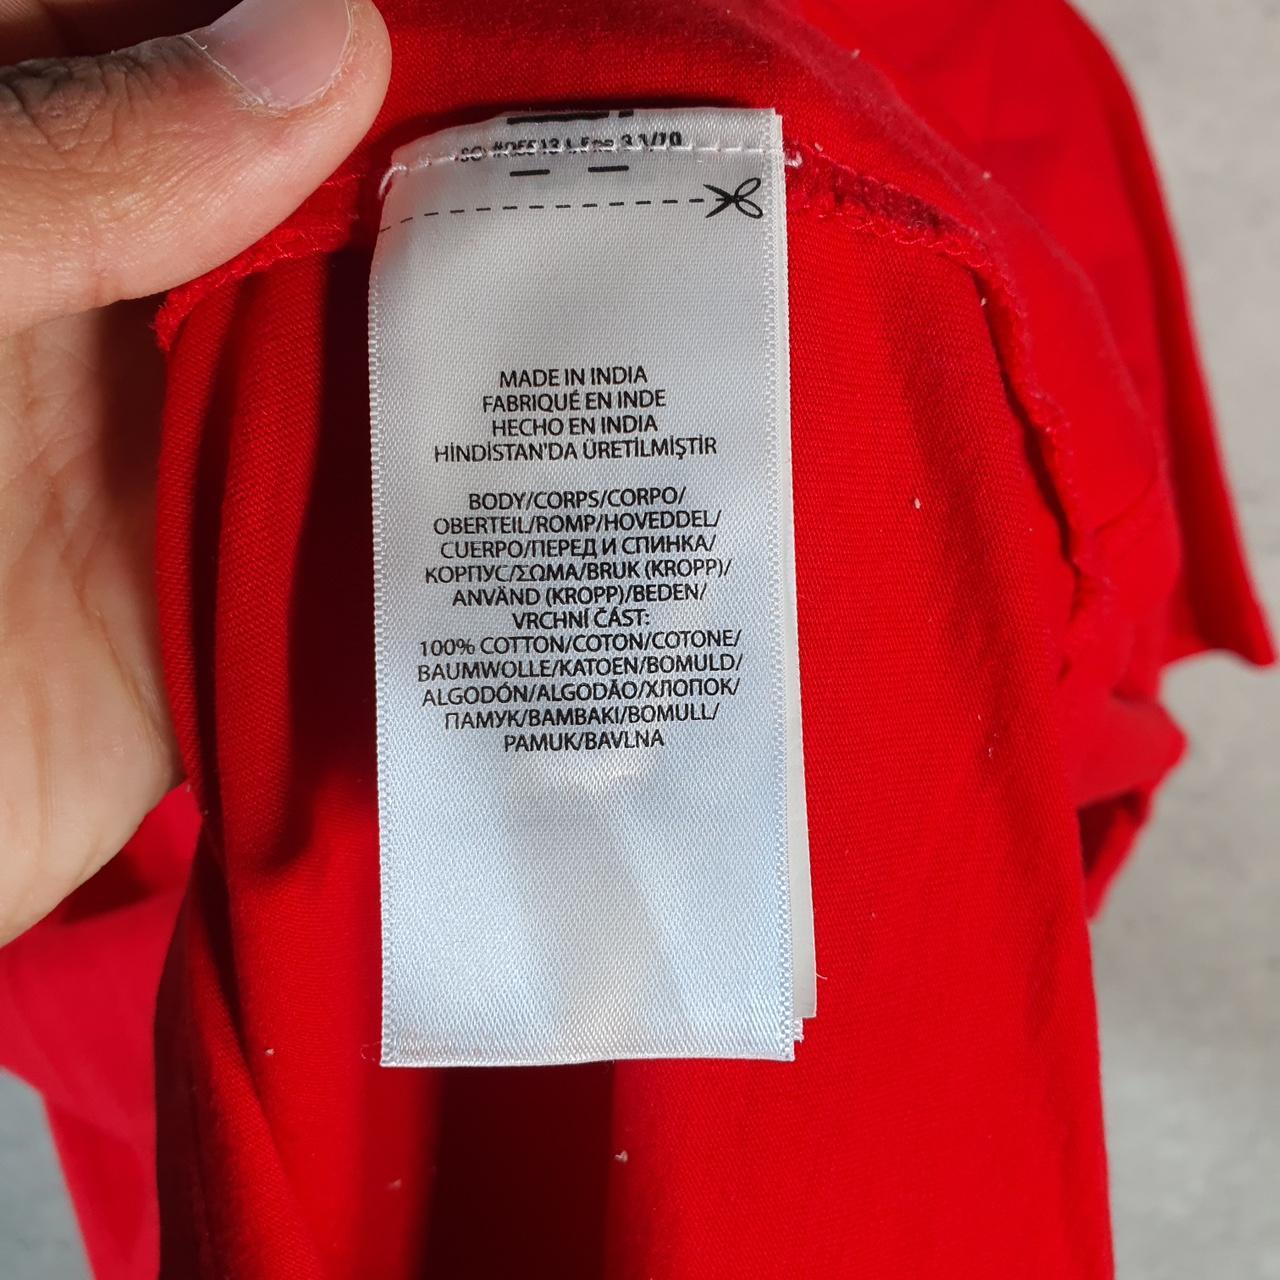 MADE IN INDIA
FABRIQUÉ EN INDE
HECHO EN INDIA
HİNDİSTAN'DA ÜRETİLMİŞTİR
BODY/CORPS/CORPO/
OBERTEIL/ROMP/HOVEDDEL/
CUERPO/ПЕРЕД И СПИНКА/
КОРПУС/ΣΩΜΑ/BRUK (KROPP)/
ANVÄND (KROPP)/BEDEN/
VRCHNÍ ČÁST:
100% COTTON/COTON/COTONE/
BAUMWOLLE/KATOEN/BOMULD/
ALGODÓN/ALGODÃO/ХЛОПОК/
ПАМУК/BAMBAKI/BOMULL/
PAMUK/BAVLNA